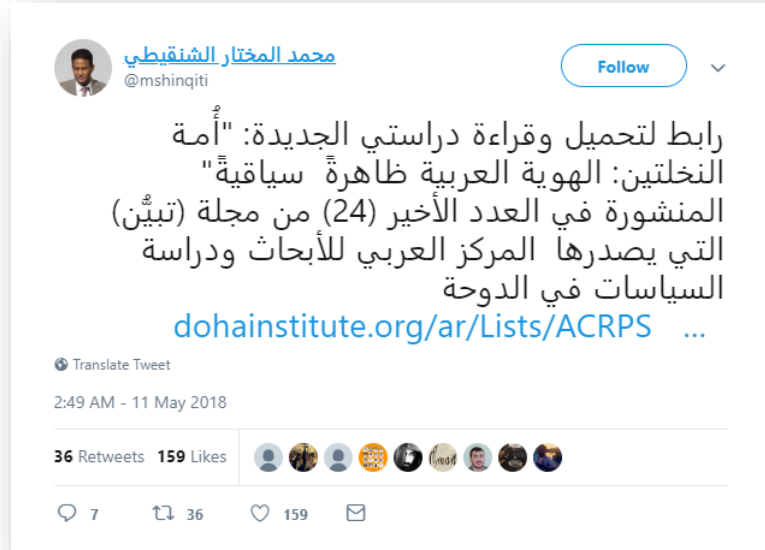 محمد المختار الشنقيطي
@mshinqiti
Follow
رابط لتحميل وقراءة دراستي الجديدة: "أُمة
النخلتين: الهوية العربية ظاهرةً سياقيةً"
المنشورة في العدد الأخير (24) من مجلة (تبيُّن)
التي يصدرها المركز العربي للأبحاث ودراسة
السياسات في الدوحة
dohainstitute.org/ar/Lists/ACRPS ...
Translate Tweet
2:49 AM - 11 May 2018
36 Retweets 159 Likes
7 36 159